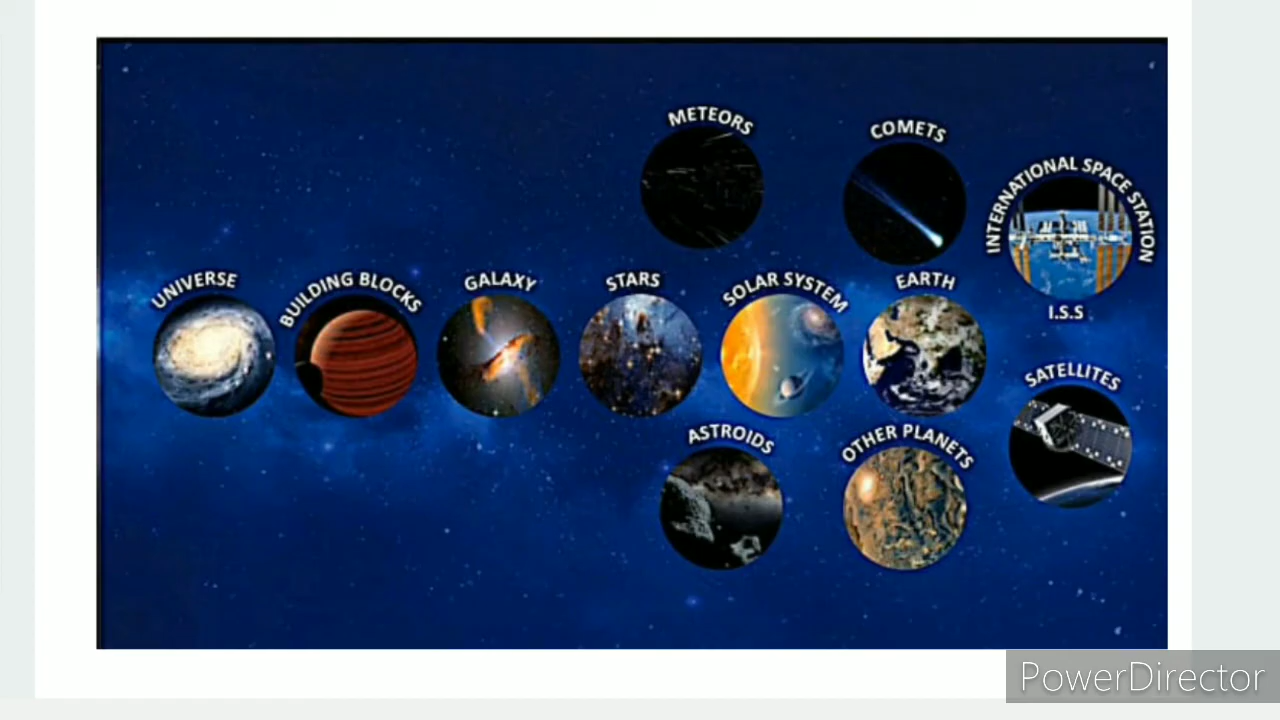 METEORS
COMETS
INTERNATIONAL SPACE STATION
UNIVERSE
BUILDING BLOCKS
GALAXY
STARS
SOLAR SYSTEM
EARTH
I.S.S
SATELLITES
ASTROIDS
OTHER PLANETS
PowerDirector